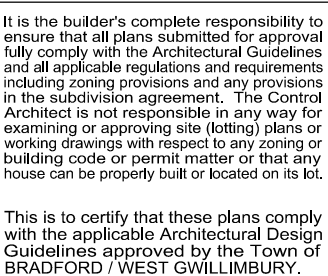 It is the builder's complete responsibility to
ensure that all plans submitted for approval
fully comply with the Architectural Guidelines
and all applicable regulations and requirements
including zoning provisions and any provisions
in the subdivision agreement. The Control
Architect is not responsible in any way for
examining or approving site (lotting) plans or
working drawings with respect to any zoning or
building code or permit matter or that any
house can be properly built or located on its lot.
This is to certify that these plans comply
with the applicable Architectural Design
Guidelines approved by the Town of
BRADFORD / WEST GWILLIMBURY.